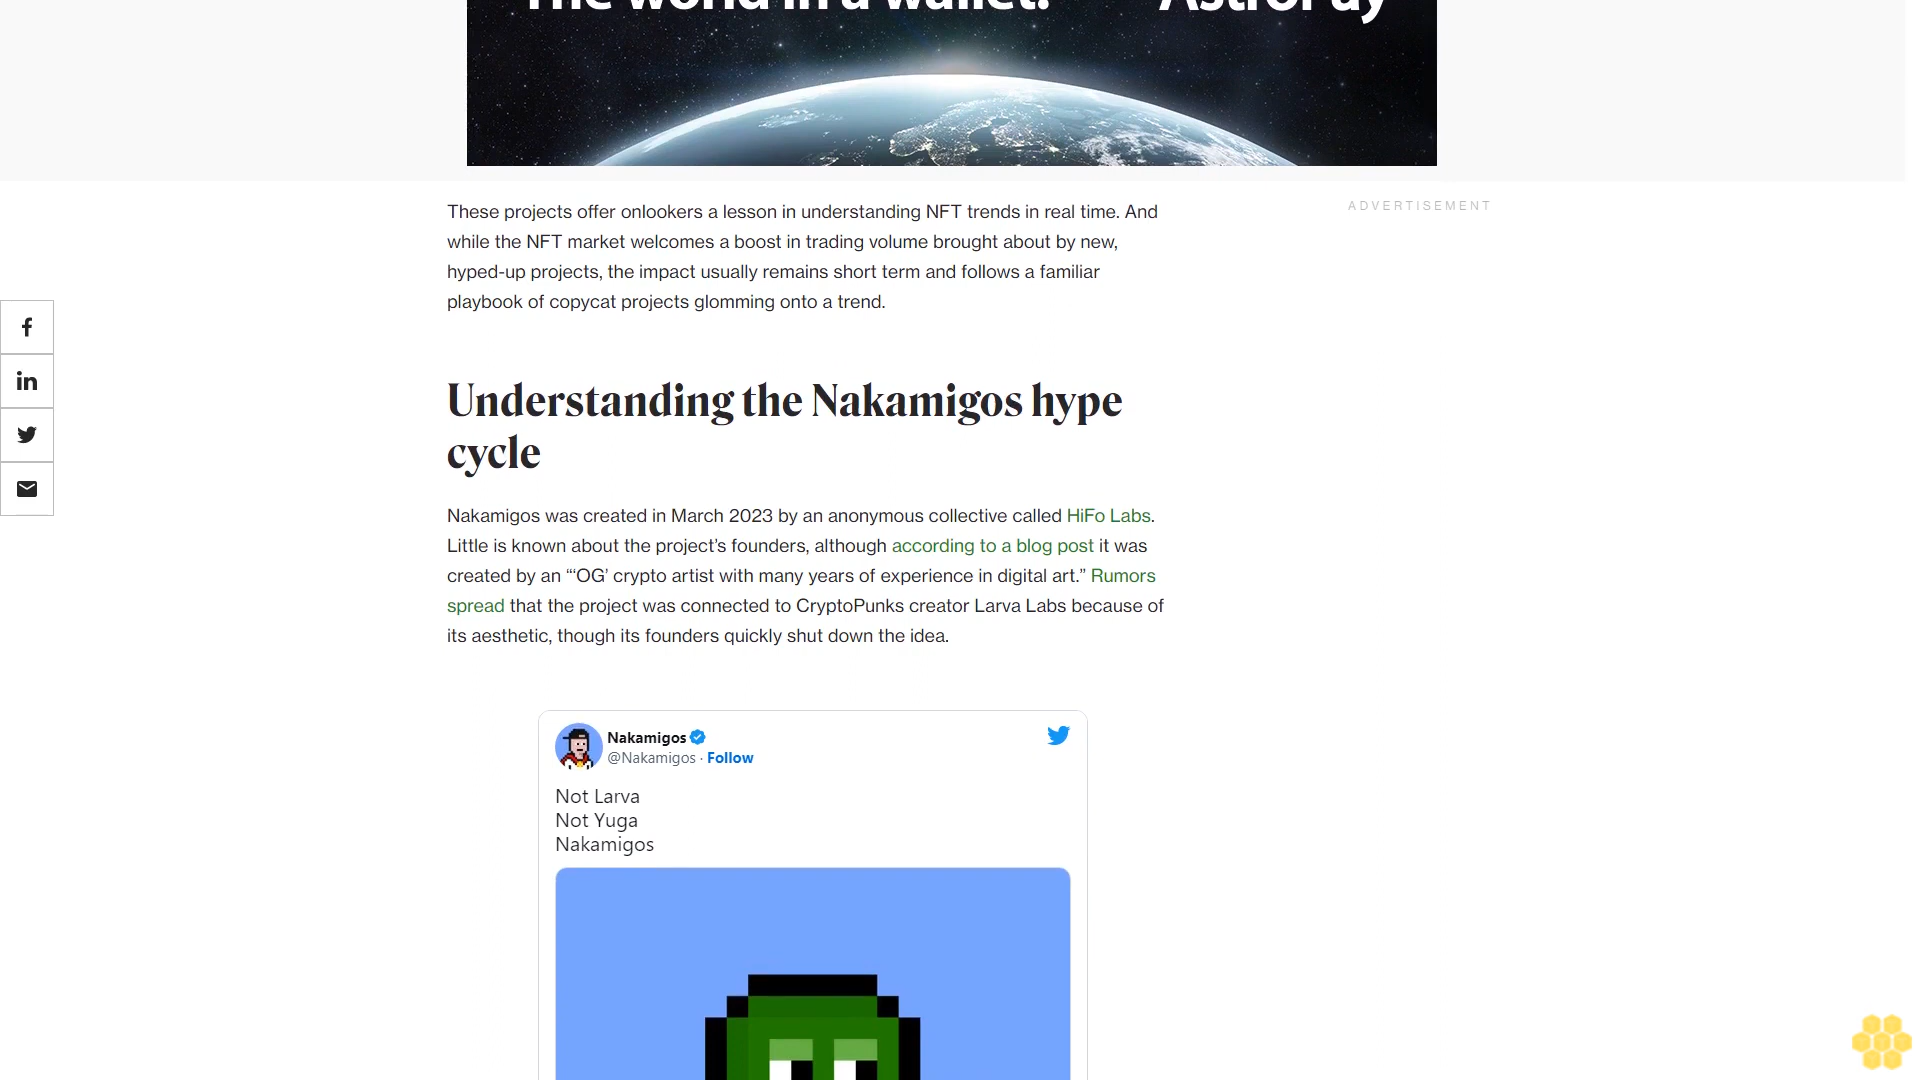 The world in a wallet.
AstroPay
These projects offer onlookers a lesson in understanding NFT trends in real time. And
ADVERTISEMENT
while the NFT market welcomes a boost in trading volume brought about by new,
hyped-up projects, the impact usually remains short term and follows a familiar
playbook of copycat projects glomming onto a trend.
Understanding the Nakamigos hype
cycle
Nakamigos was created in March 2023 by an anonymous collective called HiFo Labs.
Little is known about the project’s founders, although according to a blog post it was
created by an “‘OG’ crypto artist with many years of experience in digital art.” Rumors
spread that the project was connected to CryptoPunks creator Larva Labs because of
its aesthetic, though its founders quickly shut down the idea.
Nakamigos
@Nakamigos · Follow
Not Larva
Not Yuga
Nakamigos